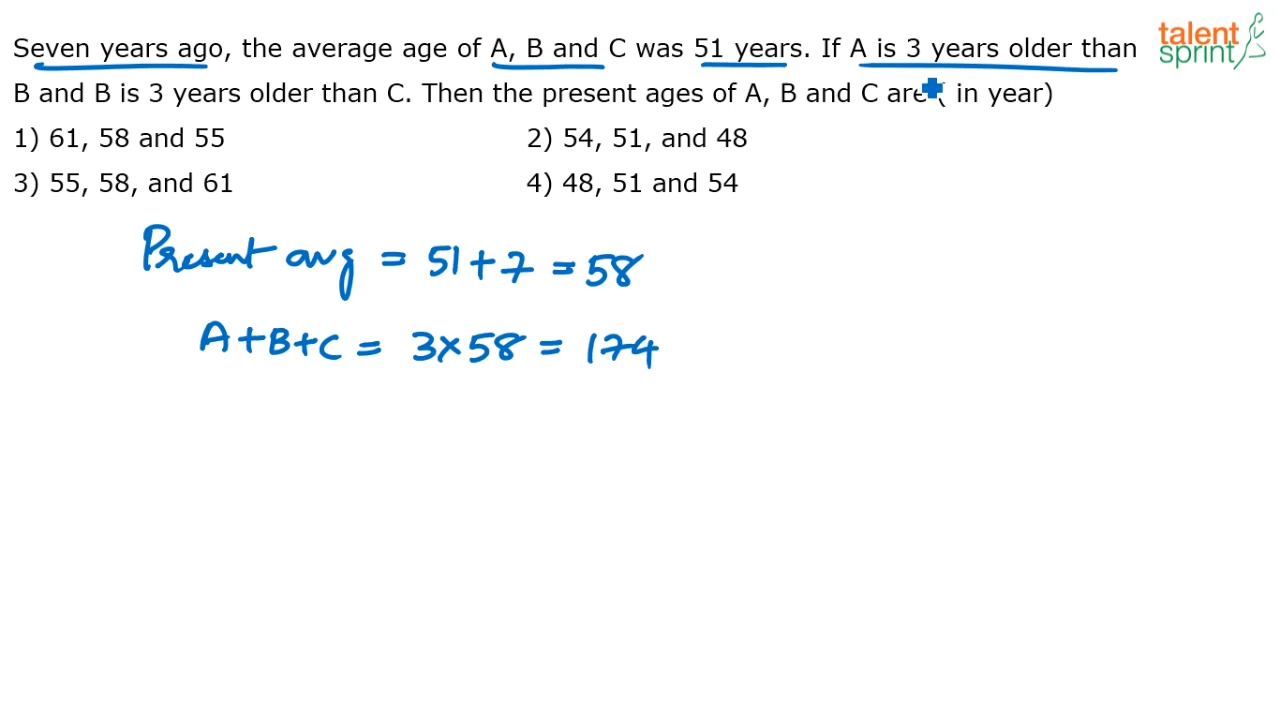 talent
sprint
Seven years ago, the average age of A, B and C was 51 years. If A is 3 years older than
B and B is 3 years older than C. Then the present ages of A, B and C are ( in year)
1) 61, 58 and 55 2) 54, 51, and 48
3) 55, 58, and 61 4) 48, 51 and 54
Present avg = 51+7 = 58
A+B+C = 3×58 = 174